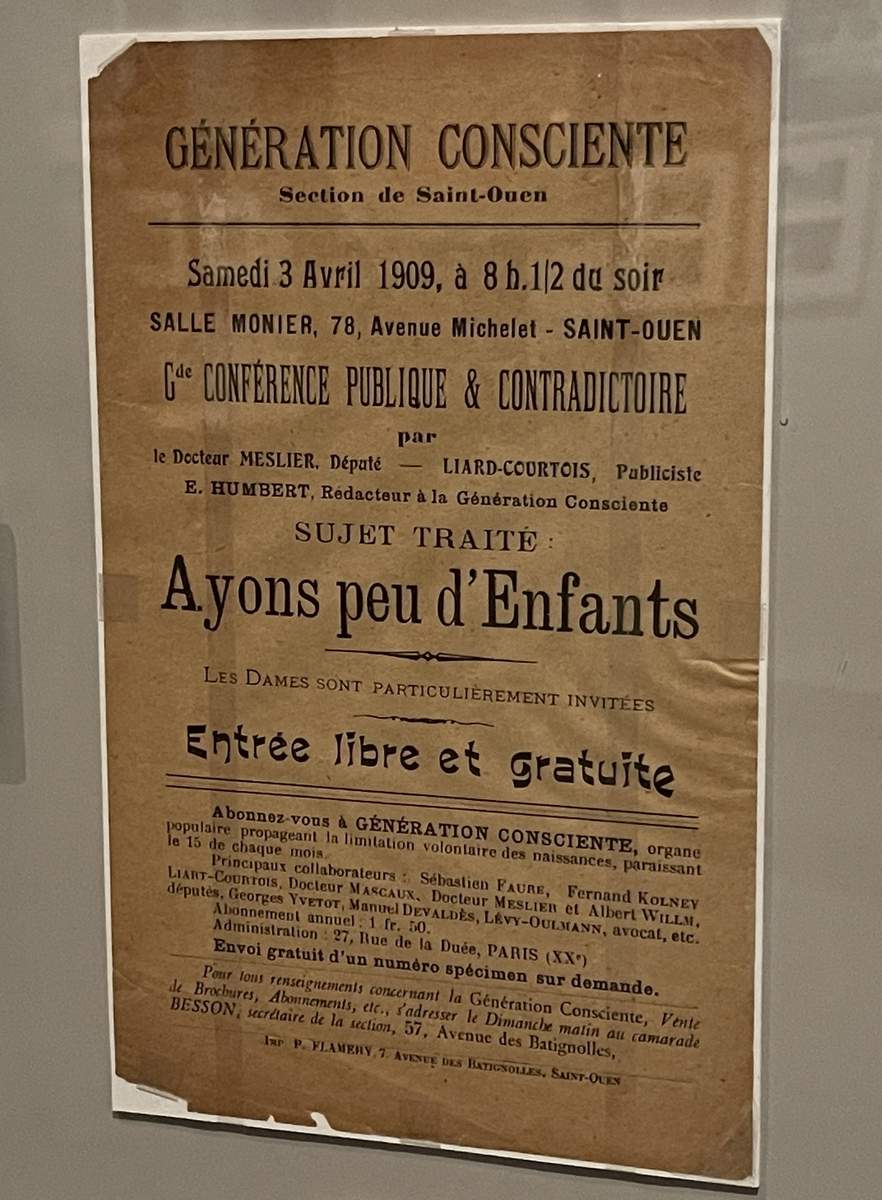 GÉNÉRATION CONSCIENTE
Section de Saint-Ouen
Samedi 3 Avril 1909, à 8 h.1/2 du soir
SALLE MONIER, 78, Avenue Michelet - SAINT-OUEN
Gde CONFÉRENCE PUBLIQUE & CONTRADICTOIRE
par
le Docteur MESLIER, Député — LIARD-COURTOIS, Publiciste
E. HUMBERT, Rédacteur à la Génération Consciente
SUJET TRAITÉ :
Ayons peu d'Enfants
LES DAMES SONT PARTICULIÈREMENT INVITÉES
Entrée libre et gratuite
Abonnez-vous à GÉNÉRATION CONSCIENTE, organe
populaire propageant la limitation volontaire des naissances, paraissant
le 15 de chaque mois.
Principaux collaborateurs : Sébastien FAURE, Fernand KOLNEY
LIART-COURTOIS, Docteur MASCAUX, Docteur MESLIER et Albert WILLM,
députés, Georges YVETOT, Manuel DEVALDÈS, LÉVY-OULMANN, avocat, etc.
Abonnement annuel : 1 fr. 50.
Administration : 27, Rue de la Duée, PARIS (XXe)
Envoi gratuit d'un numéro spécimen sur demande.
Pour tous renseignements concernant la Génération Consciente, Vente
de Brochures, Abonnements, etc., s'adresser le Dimanche matin au camarade
BESSON, secrétaire de la section, 57, Avenue des Batignolles,
IMP P. FLAMERY, 7, AVENUE DES BATIGNOLLES, SAINT-OUEN